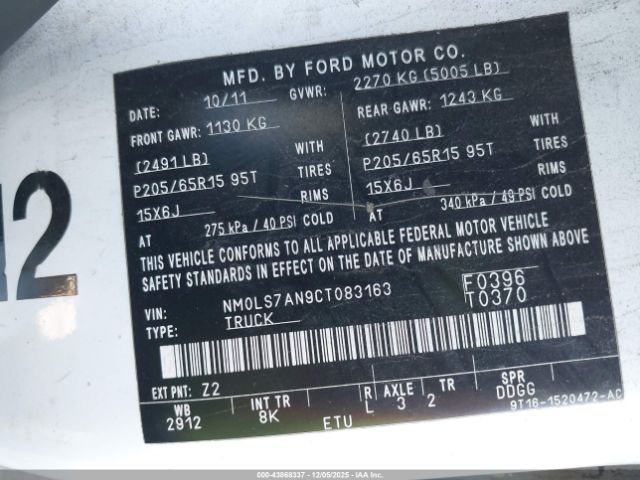 MFD. BY FORD MOTOR CO.
DATE: 10/11 GVWR: 2270 KG (5005 LB)
FRONT GAWR: 1130 KG REAR GAWR: 1243 KG
(2491 LB) WITH (2740 LB) WITH
P205/65R15 95T TIRES P205/65R15 95T TIRES
15X6J RIMS 15X6J RIMS
AT 275 kPa / 40 PSI COLD AT 340 kPa / 49 PSI COLD
THIS VEHICLE CONFORMS TO ALL APPLICABLE FEDERAL MOTOR VEHICLE
SAFETY STANDARDS IN EFFECT ON THE DATE OF MANUFACTURE SHOWN ABOVE
VIN: NM0LS7AN9CT083163 F0396
TYPE: TRUCK T0370
EXT PNT: Z2
WB INT TR R AXLE TR SPR
2912 8K L 3 2 DDGG
ETU 9T16-1520472-AC
42
000-43868337 - 12/05/2025 - IAAI.COM